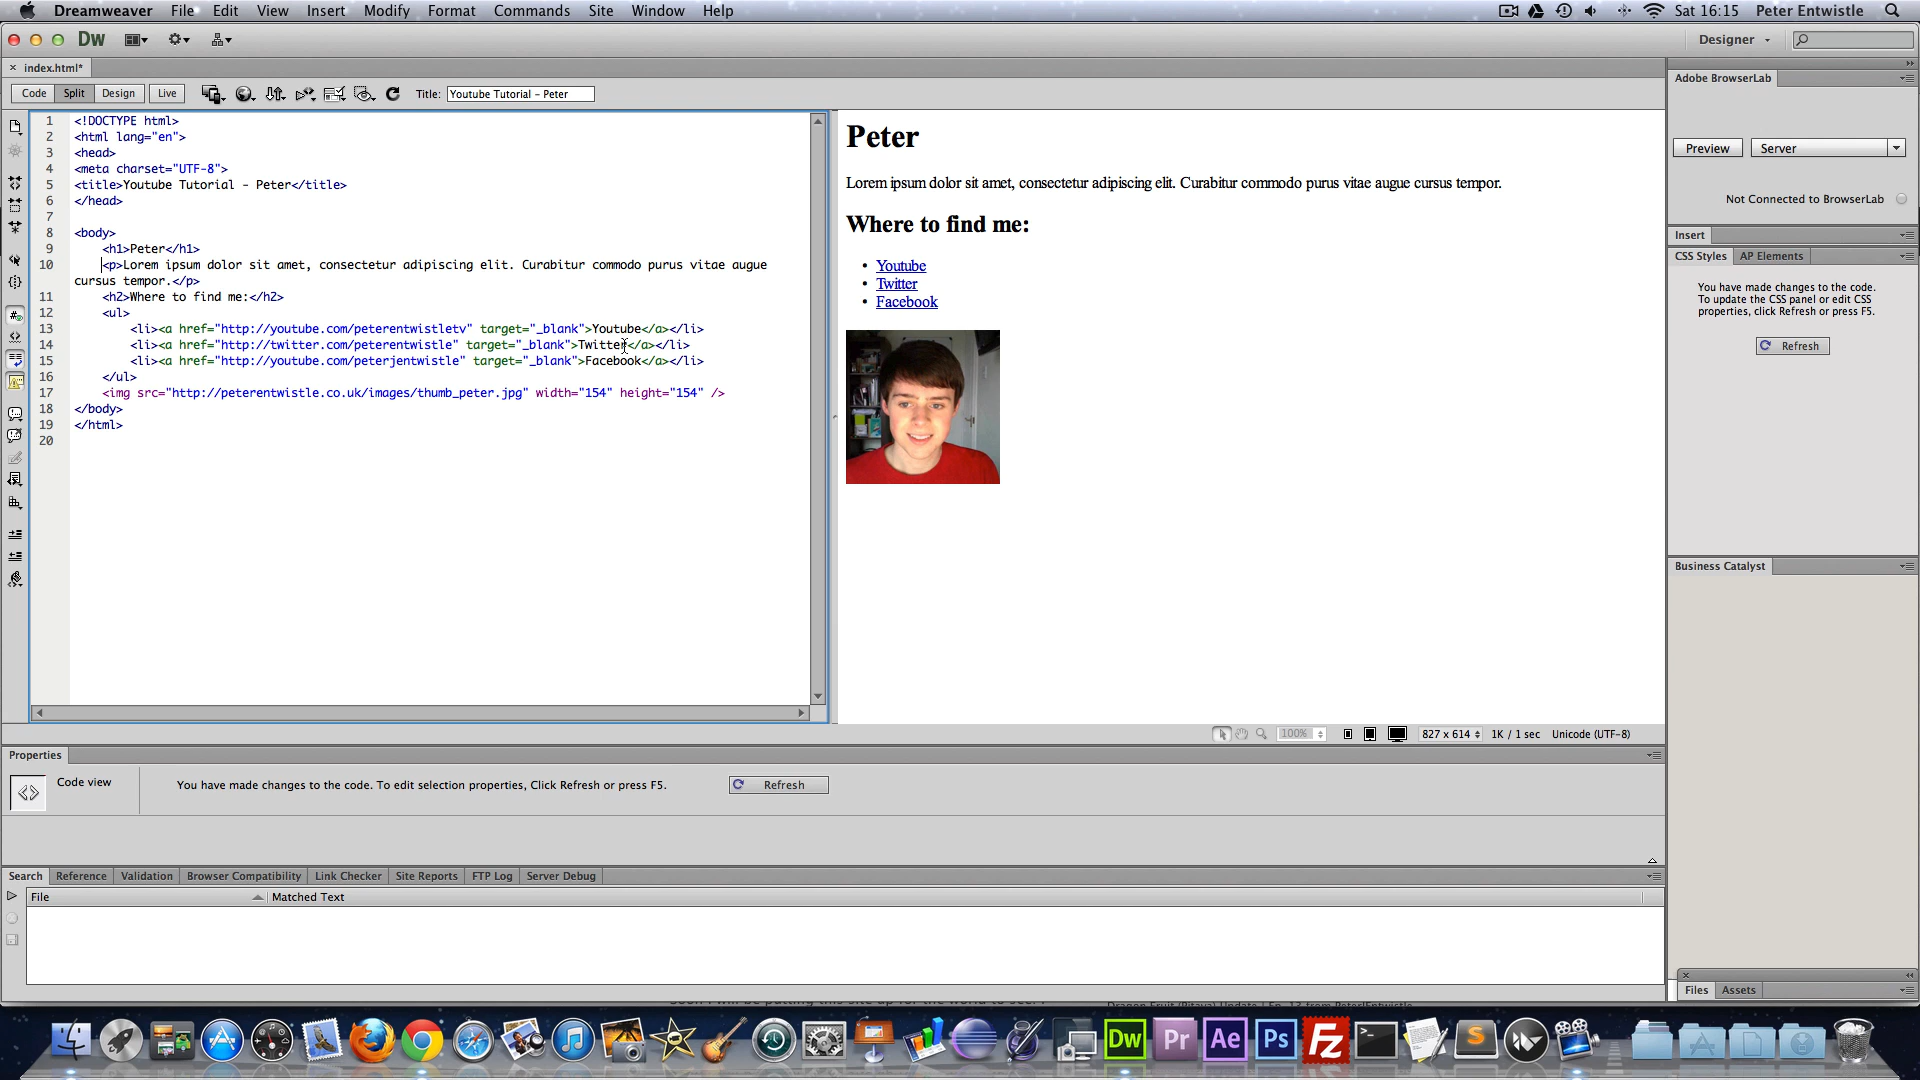 Dreamweaver File Edit View Insert Modify Format Commands Site Window Help
Sat 16:15 Peter Entwistle
Dw
Designer
index.html*
Code Split Design Live
Title: Youtube Tutorial - Peter
1 <!DOCTYPE html>
2 <html lang="en">
3 <head>
4 <meta charset="UTF-8">
5 <title>Youtube Tutorial - Peter</title>
6 </head>
7
8 <body>
9 <h1>Peter</h1>
10 <p>Lorem ipsum dolor sit amet, consectetur adipiscing elit. Curabitur commodo purus vitae augue
cursus tempor.</p>
11 <h2>Where to find me:</h2>
12 <ul>
13 <li><a href="http://youtube.com/peterentwistletv" target="_blank">Youtube</a></li>
14 <li><a href="http://twitter.com/peterentwistle" target="_blank">Twitter</a></li>
15 <li><a href="http://youtube.com/peterjentwistle" target="_blank">Facebook</a></li>
16 </ul>
17 <img src="http://peterentwistle.co.uk/images/thumb_peter.jpg" width="154" height="154" />
18 </body>
19 </html>
20
Peter
Lorem ipsum dolor sit amet, consectetur adipiscing elit. Curabitur commodo purus vitae augue cursus tempor.
Where to find me:
• Youtube
• Twitter
• Facebook
Adobe BrowserLab
Preview Server
Not Connected to BrowserLab
Insert
CSS Styles AP Elements
You have made changes to the code.
To update the CSS panel or edit CSS
properties, click Refresh or press F5.
Refresh
Business Catalyst
Files Assets
100% 827 x 614 1K / 1 sec Unicode (UTF-8)
Properties
Code view
You have made changes to the code. To edit selection properties, Click Refresh or press F5.
Refresh
Search Reference Validation Browser Compatibility Link Checker Site Reports FTP Log Server Debug
File Matched Text
Dw Pr Ae Ps Fz S